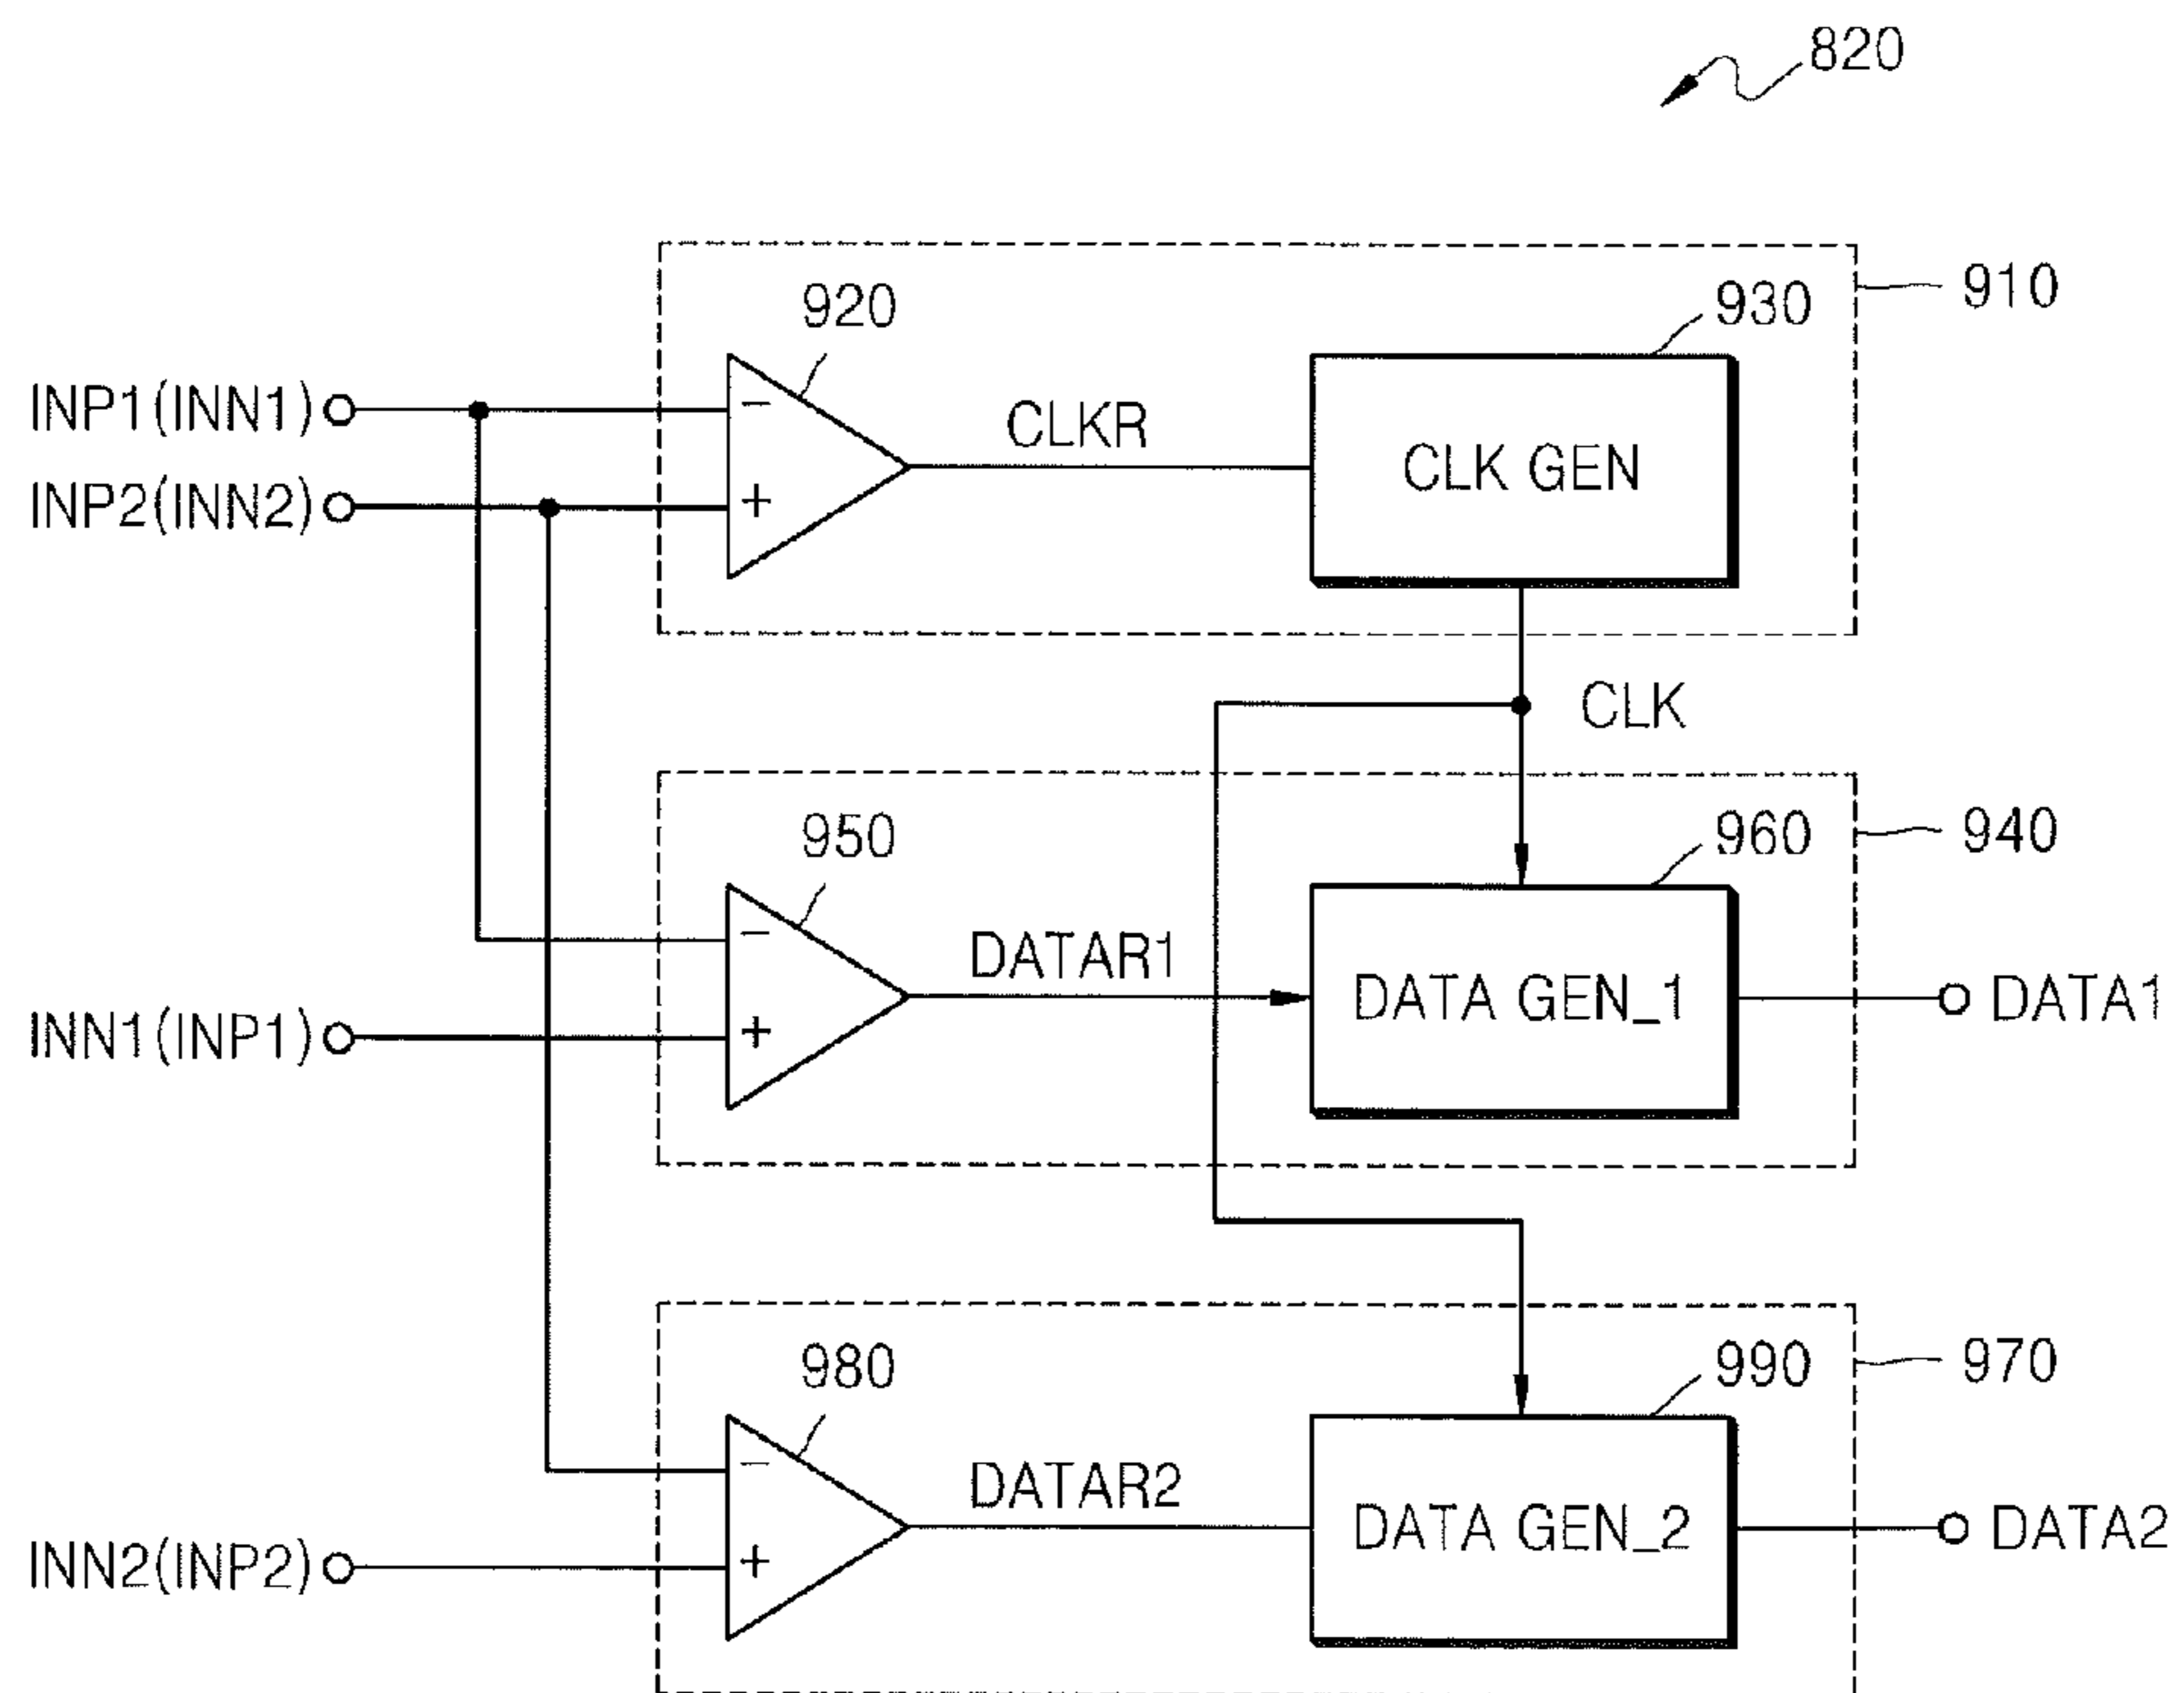 820
910
920
930
INP1(INN1)
−
CLKR
CLK GEN
INP2(INN2)
+
CLK
940
950
960
−
DATAR1
DATA GEN_1
DATA1
INN1(INP1)
+
970
980
990
−
DATAR2
DATA GEN_2
DATA2
INN2(INP2)
+